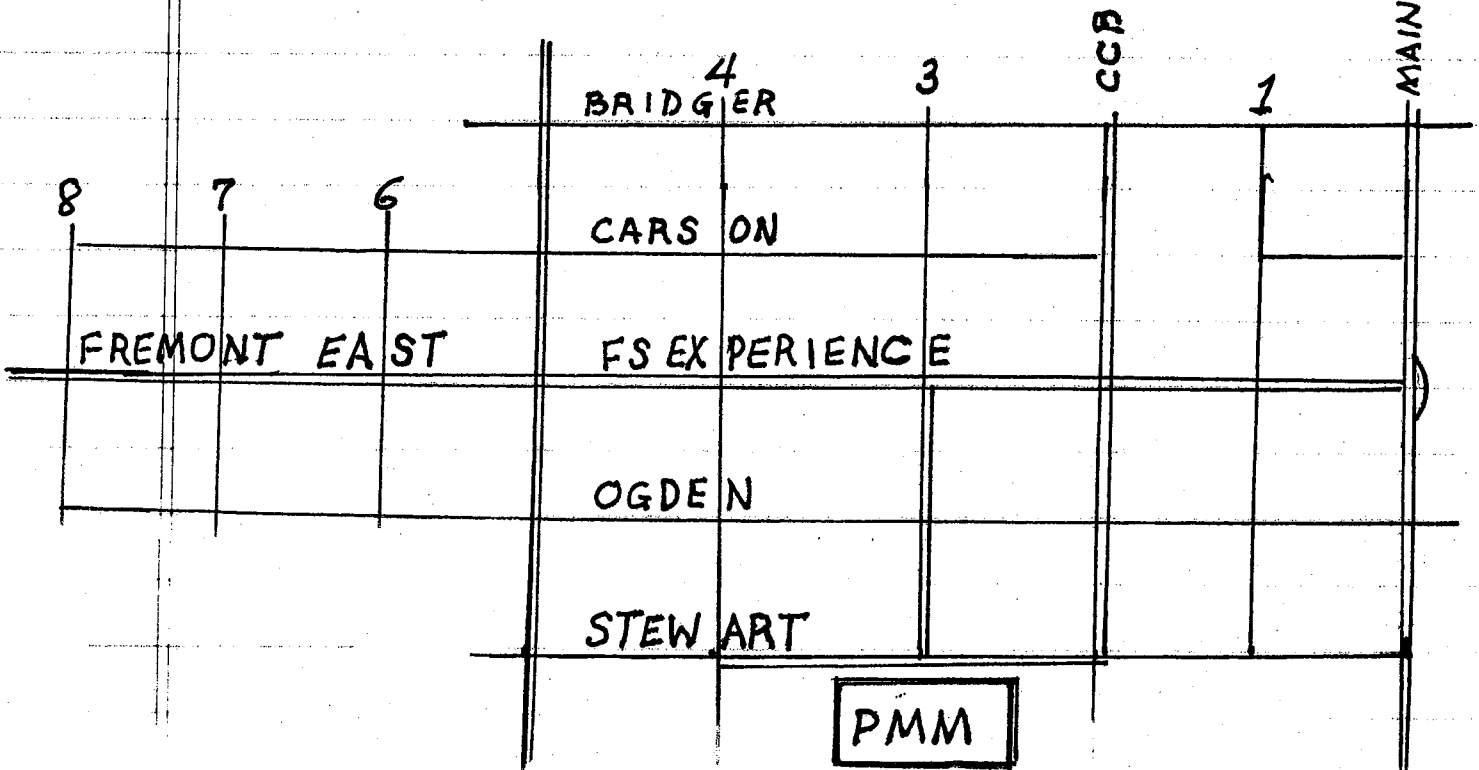 MAIN
CCB
4
3
1
BRIDGER
8
7
6
CARSON
FREMONT EAST
FS EXPERIENCE
OGDEN
STEWART
PMM